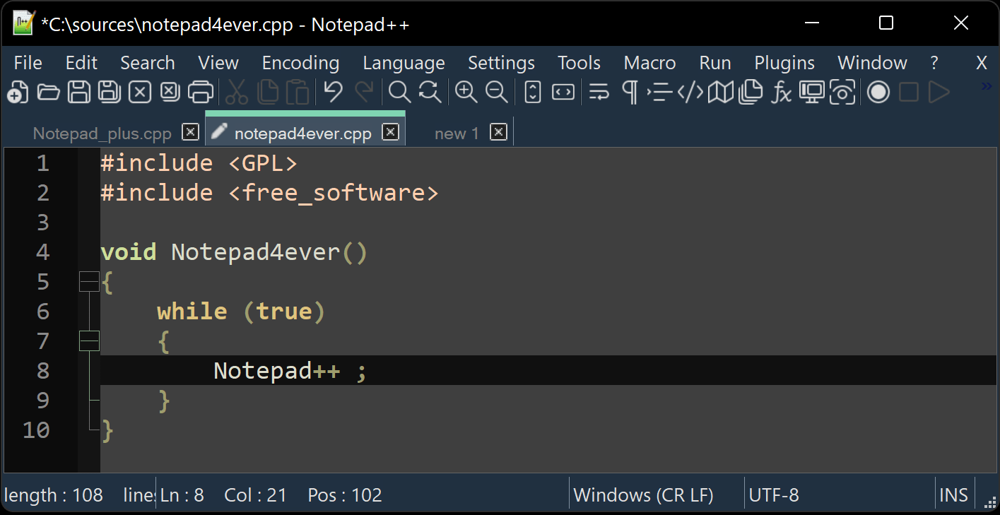 *C:\sources\notepad4ever.cpp - Notepad++
File Edit Search View Encoding Language Settings Tools Macro Run Plugins Window ? X
Notepad_plus.cpp notepad4ever.cpp new 1
1 #include <GPL>
2 #include <free_software>
3
4 void Notepad4ever()
5 {
6 while (true)
7 {
8 Notepad++ ;
9 }
10 }
length : 108 lines Ln : 8 Col : 21 Pos : 102 Windows (CR LF) UTF-8 INS